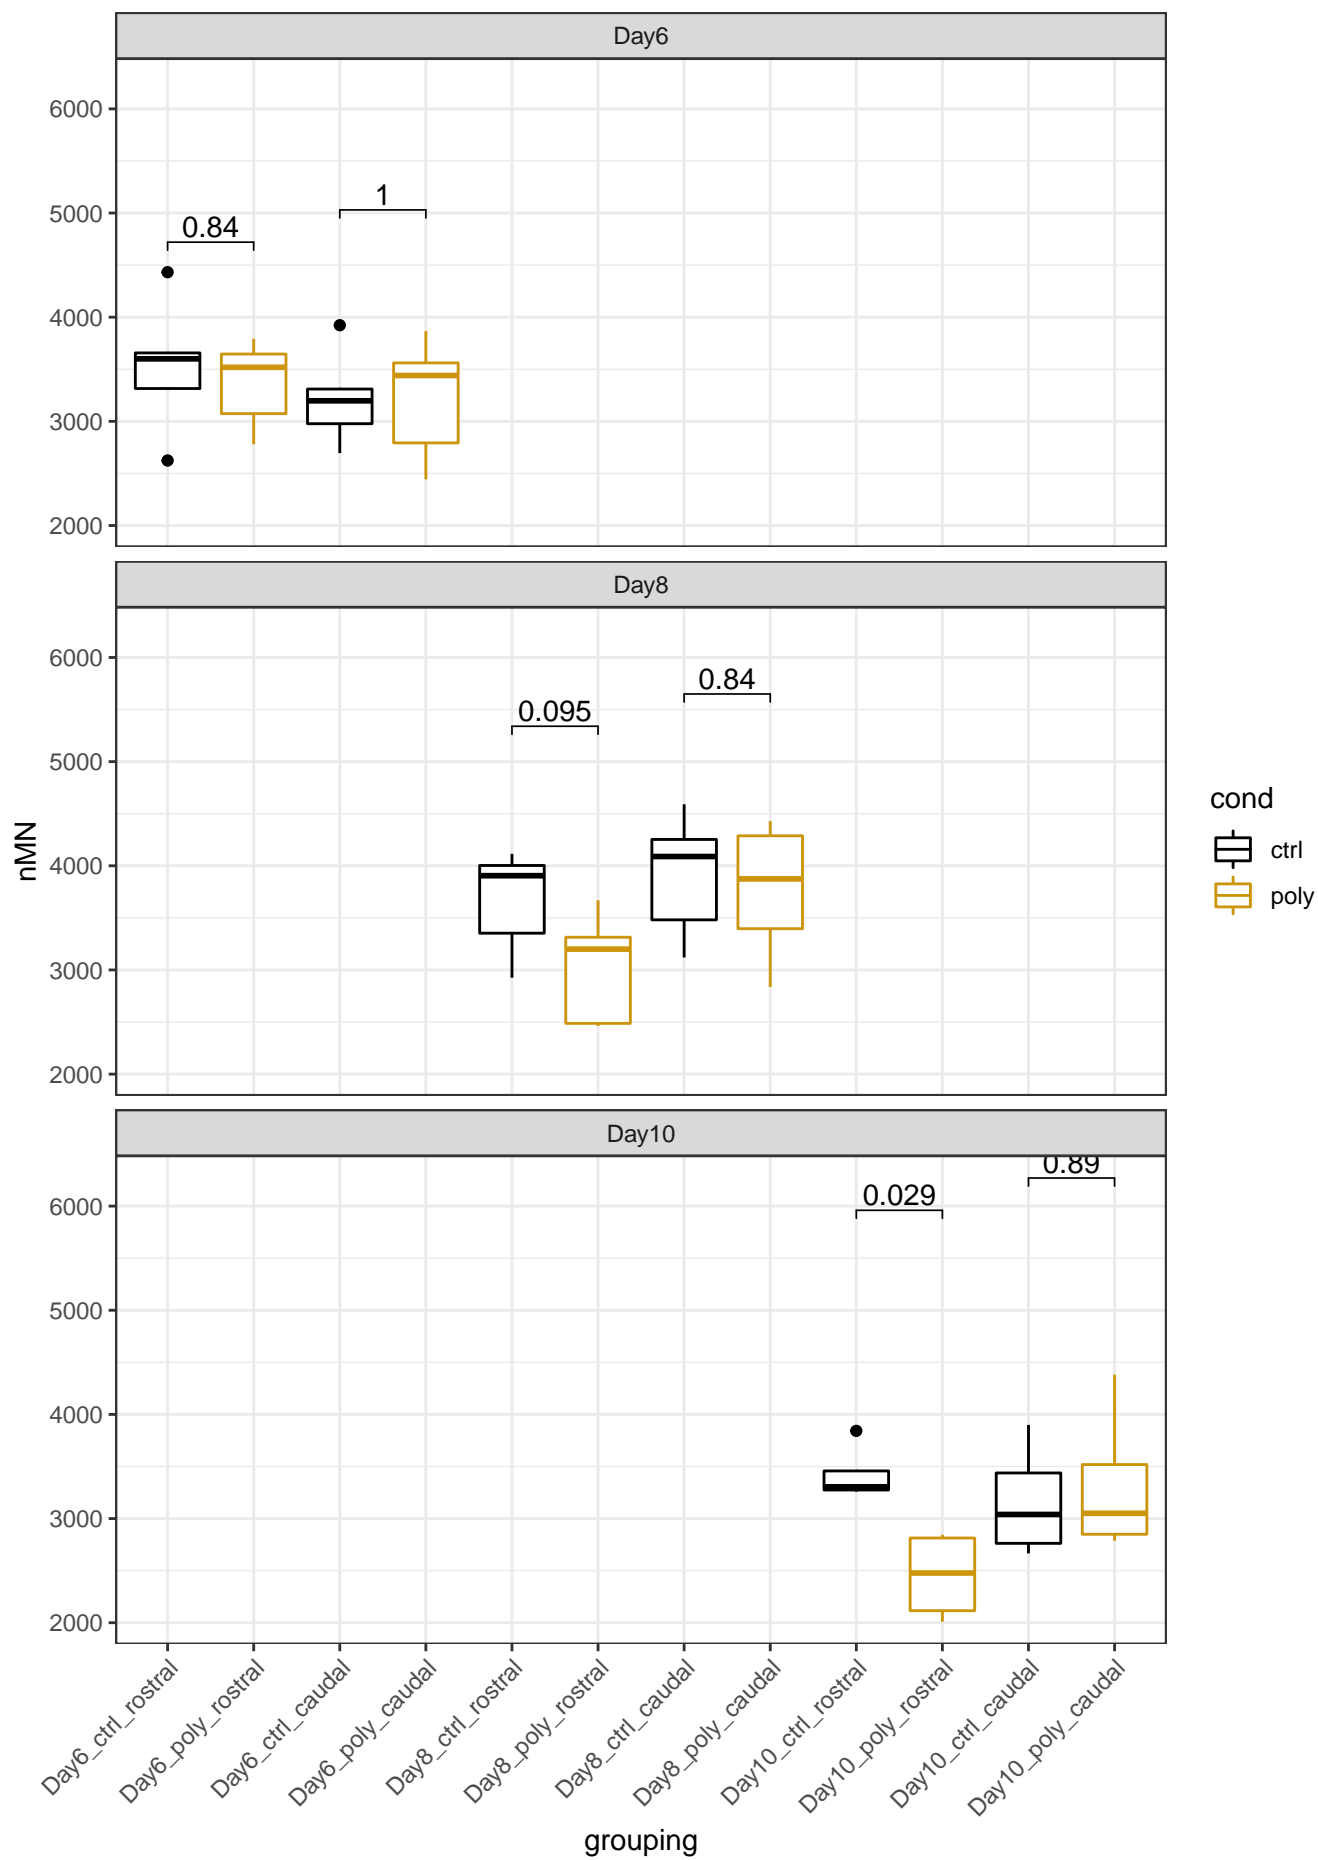 Day6
6000
5000
4000
3000
2000
0.84
1
Day8
6000
5000
4000
3000
2000
0.095
0.84
nMN
cond
ctrl
poly
Day10
6000
5000
4000
3000
2000
0.029
0.89
Day6_ctrl_rostral
Day6_poly_rostral
Day6_ctrl_caudal
Day6_poly_caudal
Day8_ctrl_rostral
Day8_poly_rostral
Day8_ctrl_caudal
Day8_poly_caudal
Day10_ctrl_rostral
Day10_poly_rostral
Day10_ctrl_caudal
Day10_poly_caudal
grouping